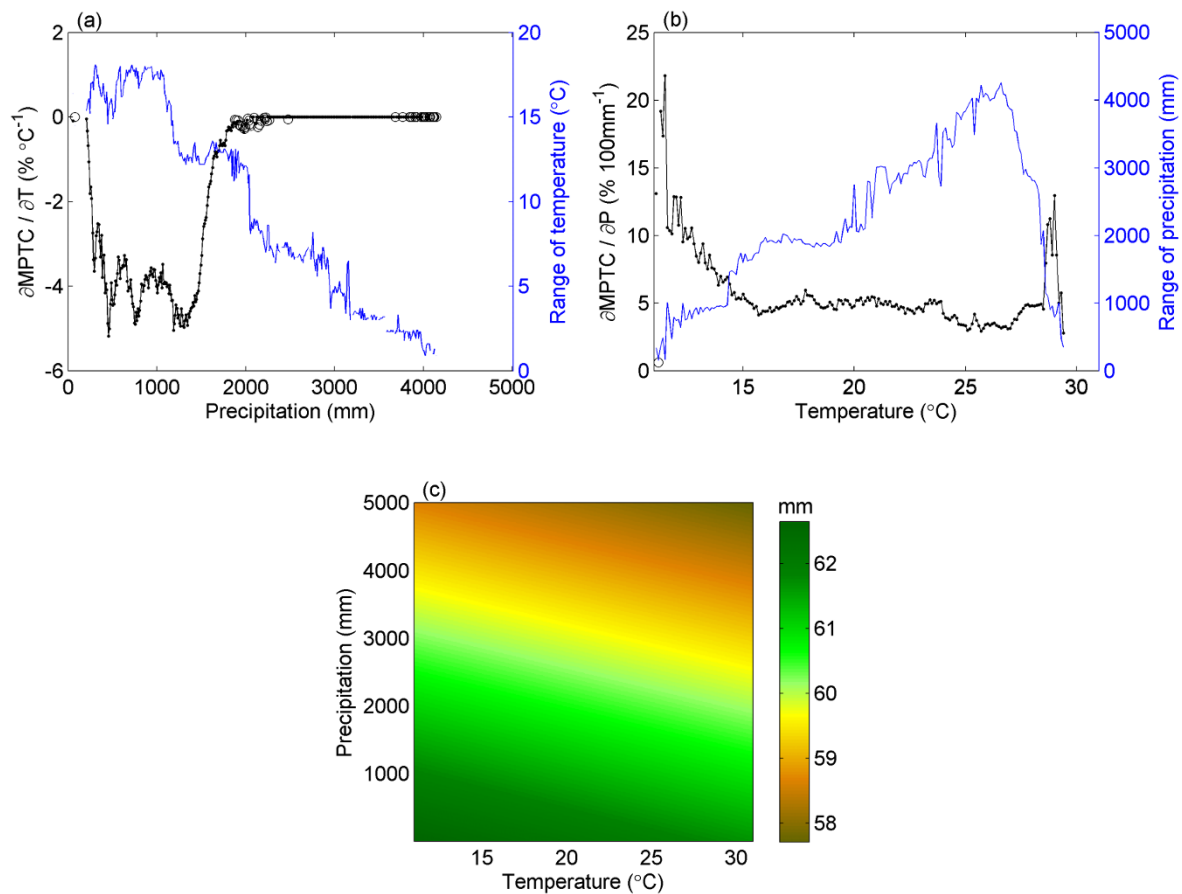 (a)
2
0
-2
-4
-6
∂MPTC / ∂T (% °C⁻¹)
20
15
10
5
0
Range of temperature (°C)
0 1000 2000 3000 4000 5000
Precipitation (mm)
(b)
25
20
15
10
5
0
∂MPTC / ∂P (% 100mm⁻¹)
5000
4000
3000
2000
1000
0
Range of precipitation (mm)
15 20 25 30
Temperature (°C)
(c)
5000
4000
3000
2000
1000
Precipitation (mm)
15 20 25 30
Temperature (°C)
mm
62
61
60
59
58